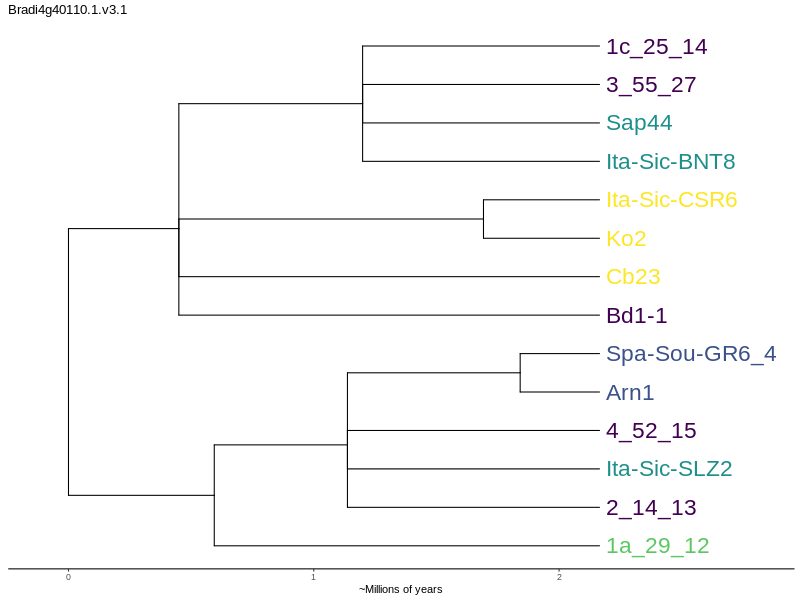 Bradi4g40110.1.v3.1
1c_25_14
3_55_27
Sap44
Ita-Sic-BNT8
Ita-Sic-CSR6
Ko2
Cb23
Bd1-1
Spa-Sou-GR6_4
Arn1
4_52_15
Ita-Sic-SLZ2
2_14_13
1a_29_12
0 1 2
~Millions of years